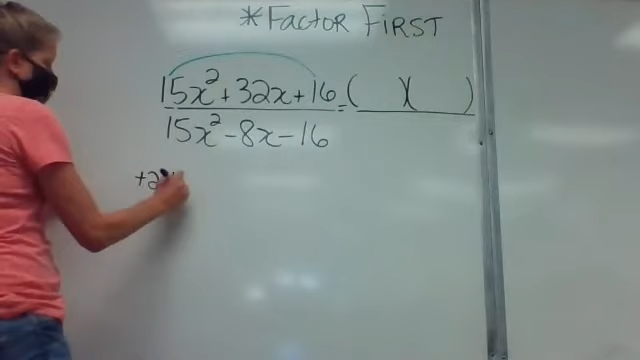 *FACTOR FIRST
15x²+32x+16 = ( )( )
15x²-8x-16